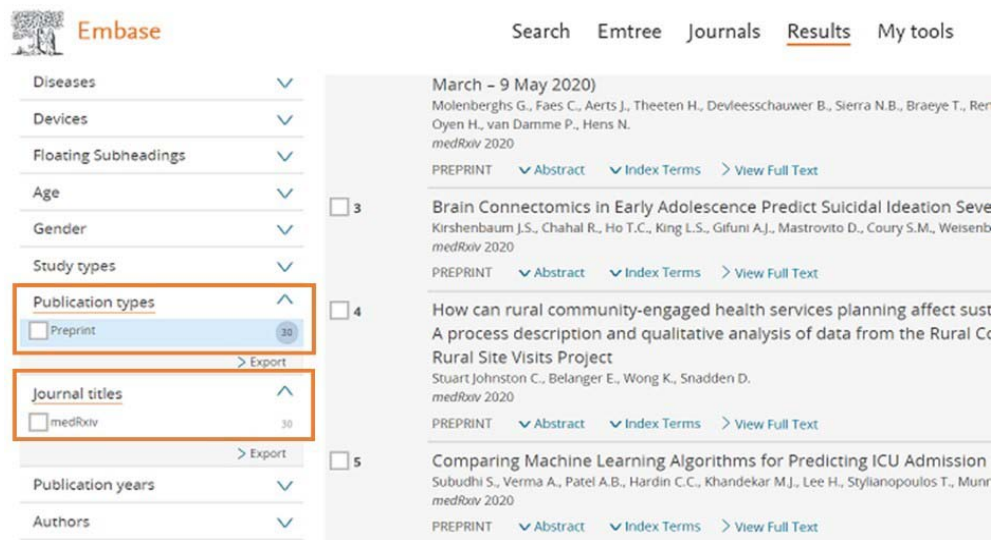 Embase
Search Emtree Journals Results My tools
Diseases
Devices
Floating Subheadings
Age
Gender
Study types
Publication types
Preprint 30
> Export
Journal titles
medRxiv 30
> Export
Publication years
Authors
March – 9 May 2020)
Molenberghs G., Faes C., Aerts J., Theeten H., Devleesschauwer B., Sierra N.B., Braeye T., Ren
Oyen H., van Damme P., Hens N.
medRxiv 2020
PREPRINT Abstract Index Terms > View Full Text
3 Brain Connectomics in Early Adolescence Predict Suicidal Ideation Seve
Kirshenbaum J.S., Chahal R., Ho T.C., King L.S., Gifuni A.J., Mastrovito D., Coury S.M., Weisenb
medRxiv 2020
PREPRINT Abstract Index Terms > View Full Text
4 How can rural community-engaged health services planning affect sust
A process description and qualitative analysis of data from the Rural Co
Rural Site Visits Project
Stuart Johnston C., Belanger E., Wong K., Snadden D.
medRxiv 2020
PREPRINT Abstract Index Terms > View Full Text
5 Comparing Machine Learning Algorithms for Predicting ICU Admission
Subudhi S., Verma A., Patel A.B., Hardin C.C., Khandekar M.J., Lee H., Stylianopoulos T., Munn
medRxiv 2020
PREPRINT Abstract Index Terms > View Full Text